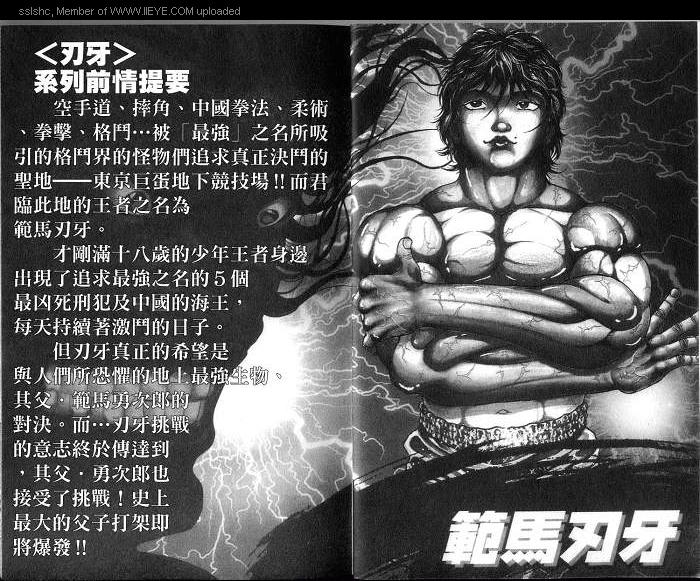 sslshc, Member of WWW.IIEYE.COM uploaded
＜刃牙＞
系列前情提要
空手道、摔角、中國拳法、柔術
、拳擊、格鬥…被「最強」之名所吸
引的格鬥界的怪物們追求真正決鬥的
聖地——東京巨蛋地下競技場!!而君
臨此地的王者之名為
範馬刃牙。
才剛滿十八歲的少年王者身邊
出現了追求最強之名的5個
最凶死刑犯及中國的海王，
每天持續著激鬥的日子。
但刃牙真正的希望是
與人們所恐懼的地上最強生物、
其父·範馬勇次郎的
對決。而…刃牙挑戰
的意志終於傳達到
，其父·勇次郎也
接受了挑戰！史上
最大的父子打架即
將爆發!!
範馬刃牙